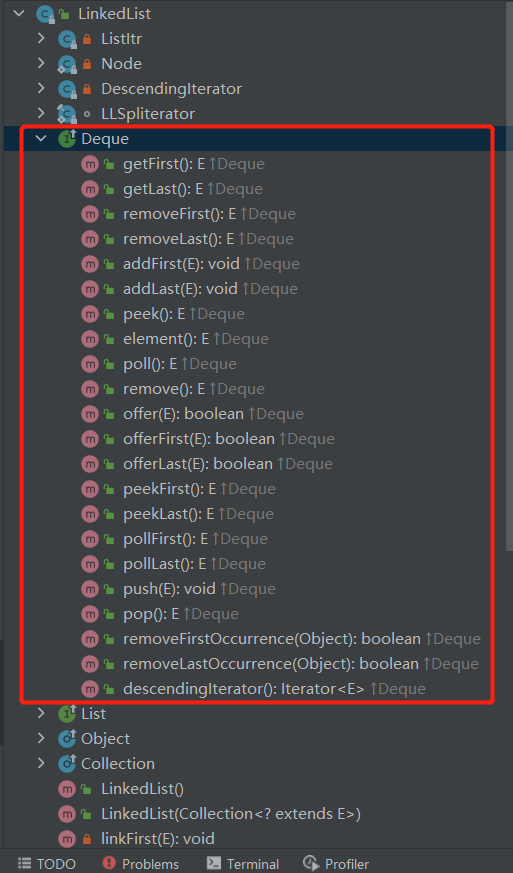 LinkedList
ListItr
Node
DescendingIterator
LLSpliterator
Deque
getFirst(): E ↑Deque
getLast(): E ↑Deque
removeFirst(): E ↑Deque
removeLast(): E ↑Deque
addFirst(E): void ↑Deque
addLast(E): void ↑Deque
peek(): E ↑Deque
element(): E ↑Deque
poll(): E ↑Deque
remove(): E ↑Deque
offer(E): boolean ↑Deque
offerFirst(E): boolean ↑Deque
offerLast(E): boolean ↑Deque
peekFirst(): E ↑Deque
peekLast(): E ↑Deque
pollFirst(): E ↑Deque
pollLast(): E ↑Deque
push(E): void ↑Deque
pop(): E ↑Deque
removeFirstOccurrence(Object): boolean ↑Deque
removeLastOccurrence(Object): boolean ↑Deque
descendingIterator(): Iterator<E> ↑Deque
List
Object
Collection
LinkedList()
LinkedList(Collection<? extends E>)
linkFirst(E): void
TODO Problems Terminal Profiler